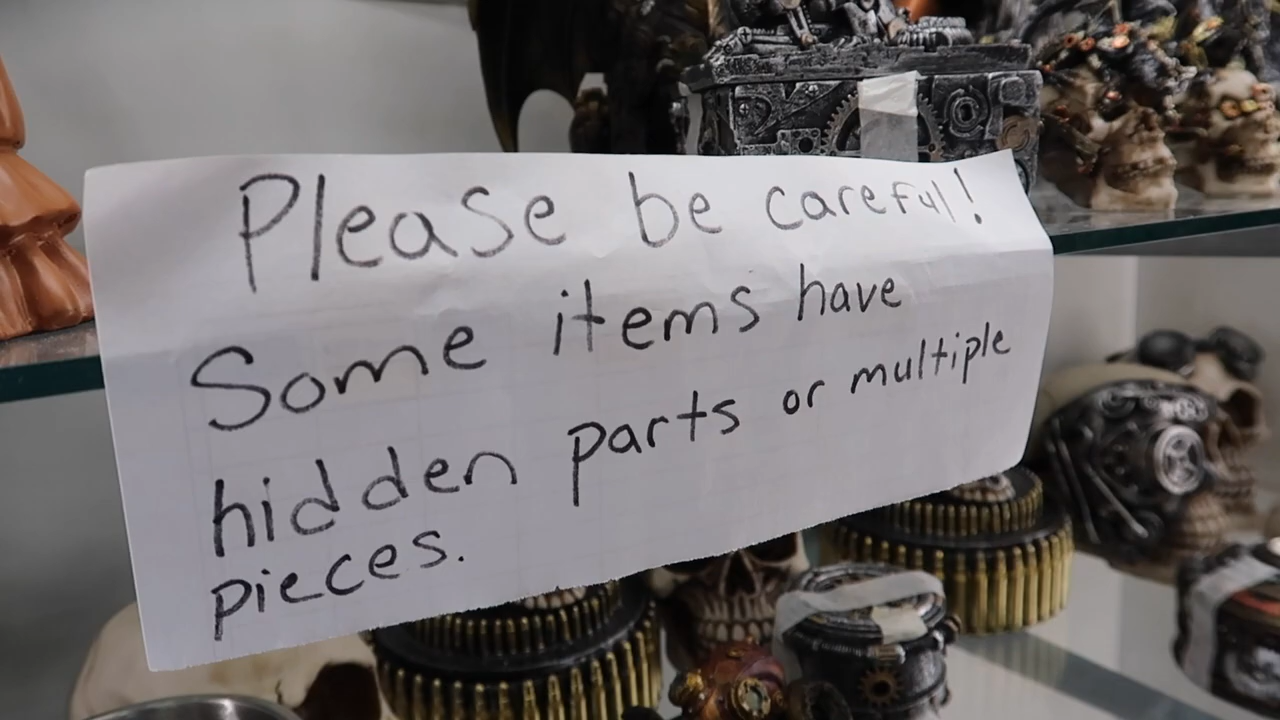 Please be careful!
Some items have
hidden parts or multiple
pieces.